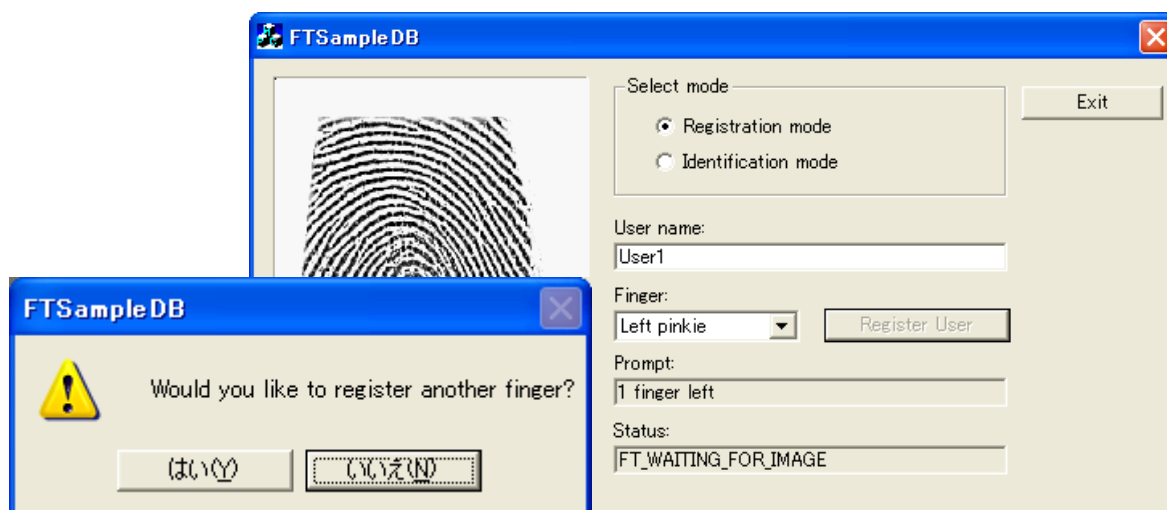 FTSampleDB
Select mode
Registration mode
Identification mode
Exit
User name:
User1
Finger:
Left pinkie
Register User
Prompt:
1 finger left
Status:
FT_WAITING_FOR_IMAGE
FTSampleDB
Would you like to register another finger?
はい(Y)
いいえ(N)